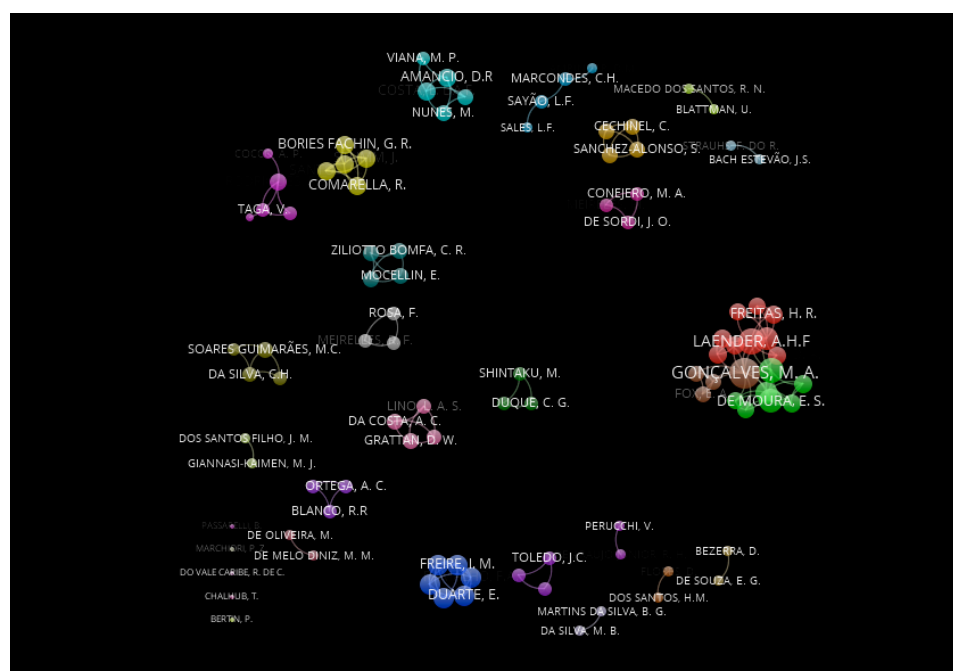 VIANA, M. P.
AMANCIO, D.R
NUNES, M.
MARCONDES, C.H.
SAYÃO, L.F.
SALES, L.F.
MACEDO DOS SANTOS, R. N.
BLATTMAN, U.
CECHINEL, C.
SANCHEZ-ALONSO, S.
BACH ESTEVÃO, J.S.
BORIES FACHIN, G. R.
COMARELLA, R.
TAGA, V.
CONEJERO, M. A.
DE SORDI, J. O.
ZILIOTTO BOMFA, C. R.
MOCELLIN, E.
ROSA, F.
FREITAS, H. R.
LAENDER, A.H.F
GONÇALVES, M. A.
DE MOURA, E. S.
SOARES GUIMARÃES, M.C.
DA SILVA, C.H.
SHINTAKU, M.
DUQUE, C. G.
DA COSTA, A. C.
GRATTAN, D. W.
DOS SANTOS FILHO, J. M.
GIANNASI-KAIMEN, M. J.
ORTEGA, A. C.
BLANCO, R.R
DE OLIVEIRA, M.
DE MELO DINIZ, M. M.
PERUCCHI, V.
FREIRE, I. M.
DUARTE, E.
TOLEDO, J.C.
BEZERRA, D.
DE SOUZA, E. G.
DOS SANTOS, H.M.
MARTINS DA SILVA, B. G.
DA SILVA, M. B.
DO VALE CARIBE, R. DE C.
CHALHUB, T.
BERTIN, P.